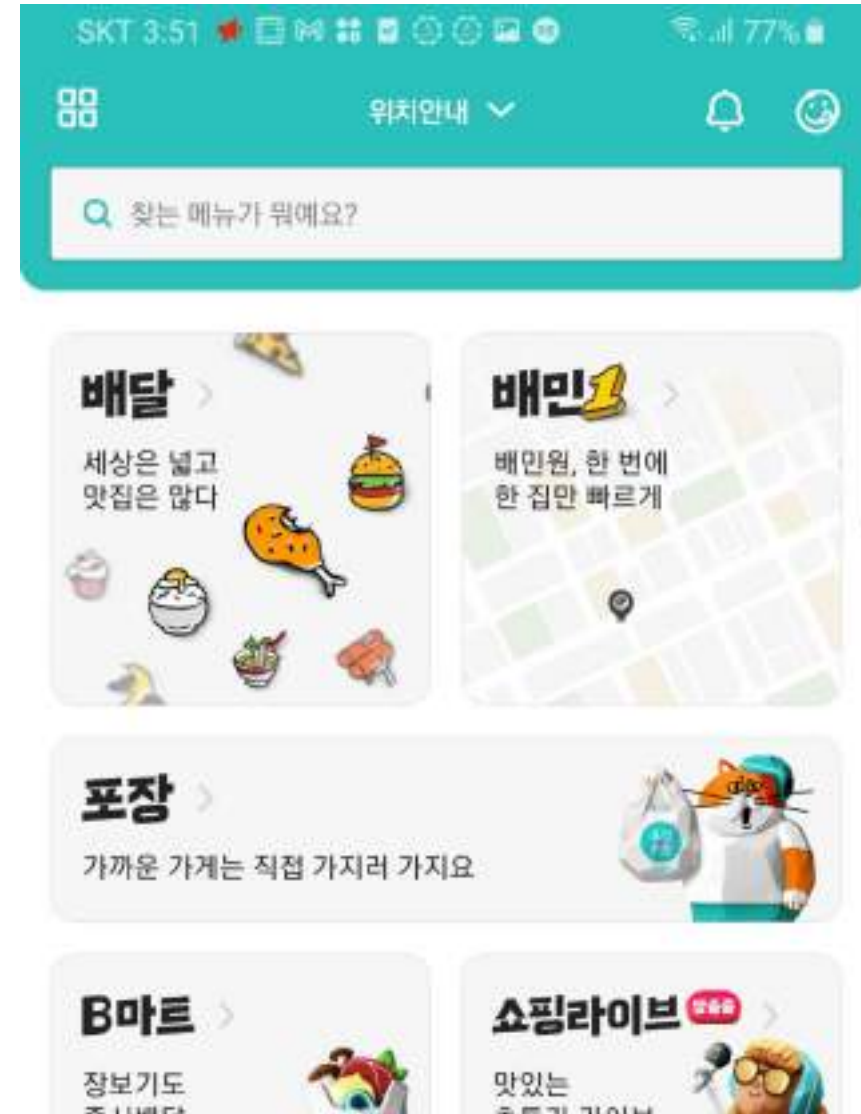 SKT 3:51 77%
위치안내
찾는 메뉴가 뭐예요?
배달
세상은 넓고
맛집은 많다
배민1
배민원, 한 번에
한 집만 빠르게
포장
가까운 가게는 직접 가지러 가지요
B마트
장보기도
쇼핑라이브
맛있는